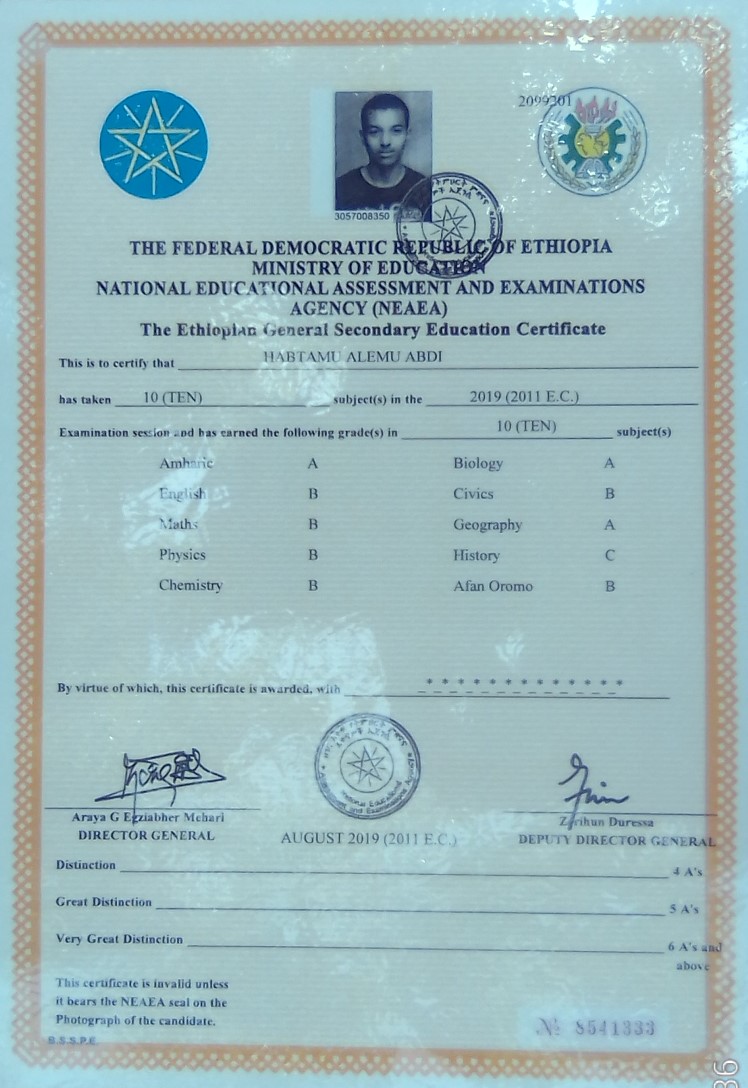 2099201
3057008350
THE FEDERAL DEMOCRATIC REPUBLIC OF ETHIOPIA
MINISTRY OF EDUCATION
NATIONAL EDUCATIONAL ASSESSMENT AND EXAMINATIONS
AGENCY (NEAEA)
The Ethiopian General Secondary Education Certificate
This is to certify that HABTAMU ALEMU ABDI
has taken 10 (TEN) subject(s) in the 2019 (2011 E.C.)
Examination session and has earned the following grade(s) in 10 (TEN) subject(s)
Amharic A Biology A
English B Civics B
Maths B Geography A
Physics B History C
Chemistry B Afan Oromo B
By virtue of which, this certificate is awarded, with * * * * * * * * * * * * *
National Educational
Assessment and Examinations Agency
Araya G Egziabher Mehari Zerihun Duressa
DIRECTOR GENERAL AUGUST 2019 (2011 E.C.) DEPUTY DIRECTOR GENERAL
Distinction 4 A's
Great Distinction 5 A's
Very Great Distinction 6 A's and
above
This certificate is invalid unless
it bears the NEAEA seal on the
Photograph of the candidate.
№ 8541333
B.S.S.P.E.